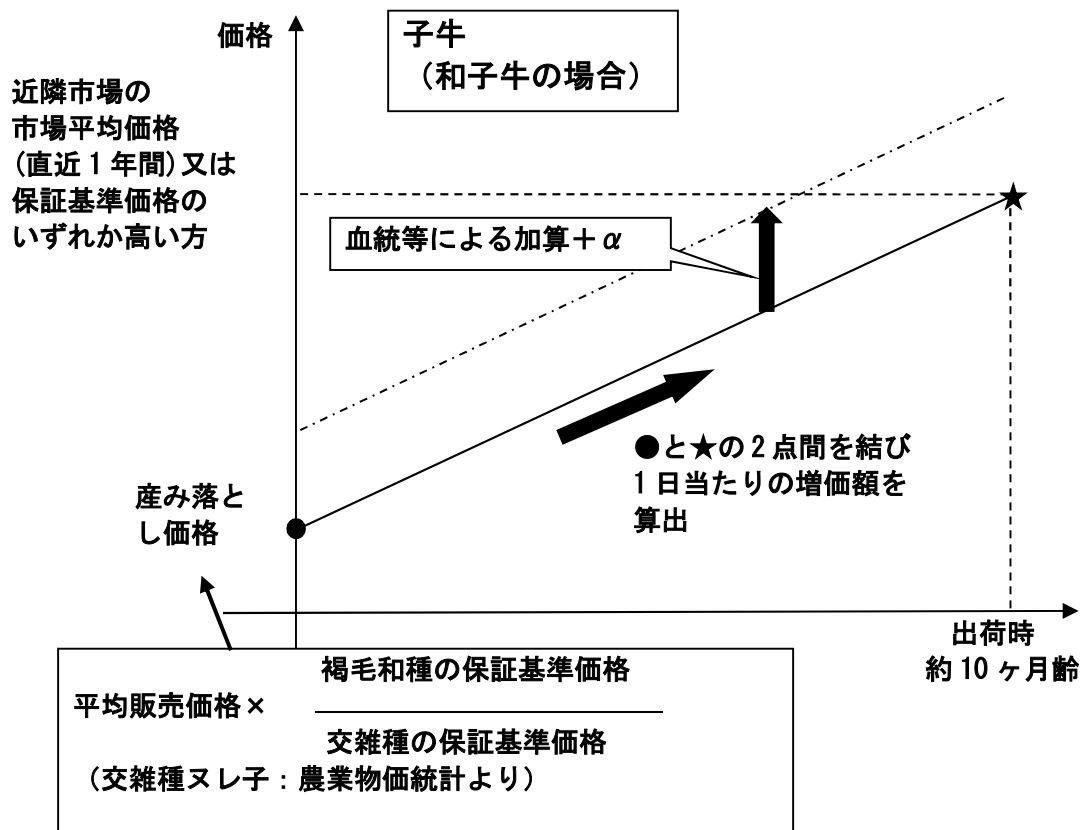 価格
子牛
（和子牛の場合）
近隣市場の
市場平均価格
(直近1年間)又は
保証基準価格の
いずれか高い方
血統等による加算＋α
●と★の2点間を結び
1日当たりの増価額を
算出
産み落と
し価格
出荷時
約10ヶ月齢
褐毛和種の保証基準価格
平均販売価格×
交雑種の保証基準価格
（交雑種ヌレ子：農業物価統計より）